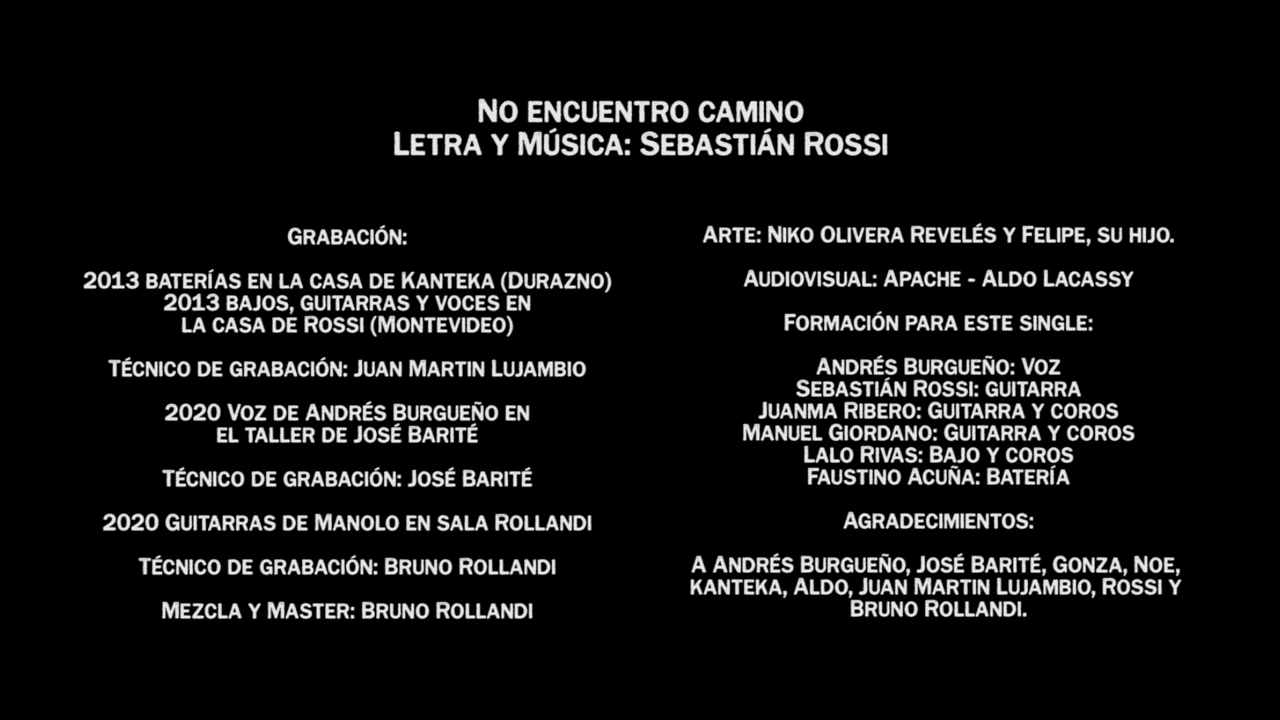 No encuentro camino
Letra y Música: Sebastián Rossi
Grabación:
2013 baterías en la casa de Kanteka (Durazno)
2013 bajos, guitarras y voces en
la casa de Rossi (Montevideo)
Técnico de grabación: Juan Martin Lujambio
2020 Voz de Andrés Burgueño en
el taller de José Barité
Técnico de grabación: José Barité
2020 Guitarras de Manolo en sala Rollandi
Técnico de grabación: Bruno Rollandi
Mezcla y Master: Bruno Rollandi
Arte: Niko Olivera Revelés y Felipe, su hijo.
Audiovisual: Apache - Aldo Lacassy
Formación para este single:
Andrés Burgueño: Voz
Sebastián Rossi: guitarra
Juanma Ribero: Guitarra y coros
Manuel Giordano: Guitarra y coros
Lalo Rivas: Bajo y coros
Faustino Acuña: Batería
Agradecimientos:
A Andrés Burgueño, José Barité, Gonza, Noe,
kanteka, Aldo, Juan Martin Lujambio, Rossi y
Bruno Rollandi.